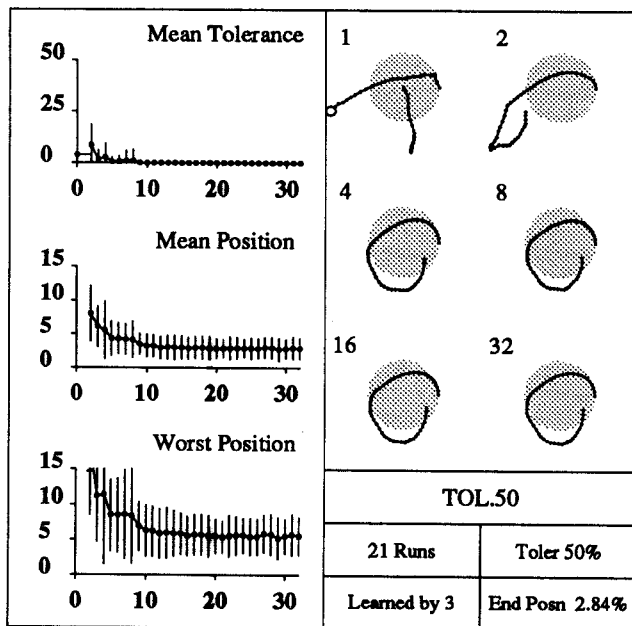 Mean Tolerance
50
25
0
0 10 20 30
Mean Position
15
10
5
0
0 10 20 30
Worst Position
15
10
5
0
0 10 20 30
1 2
4 8
16 32
TOL.50
21 Runs Toler 50%
Learned by 3 End Posn 2.84%